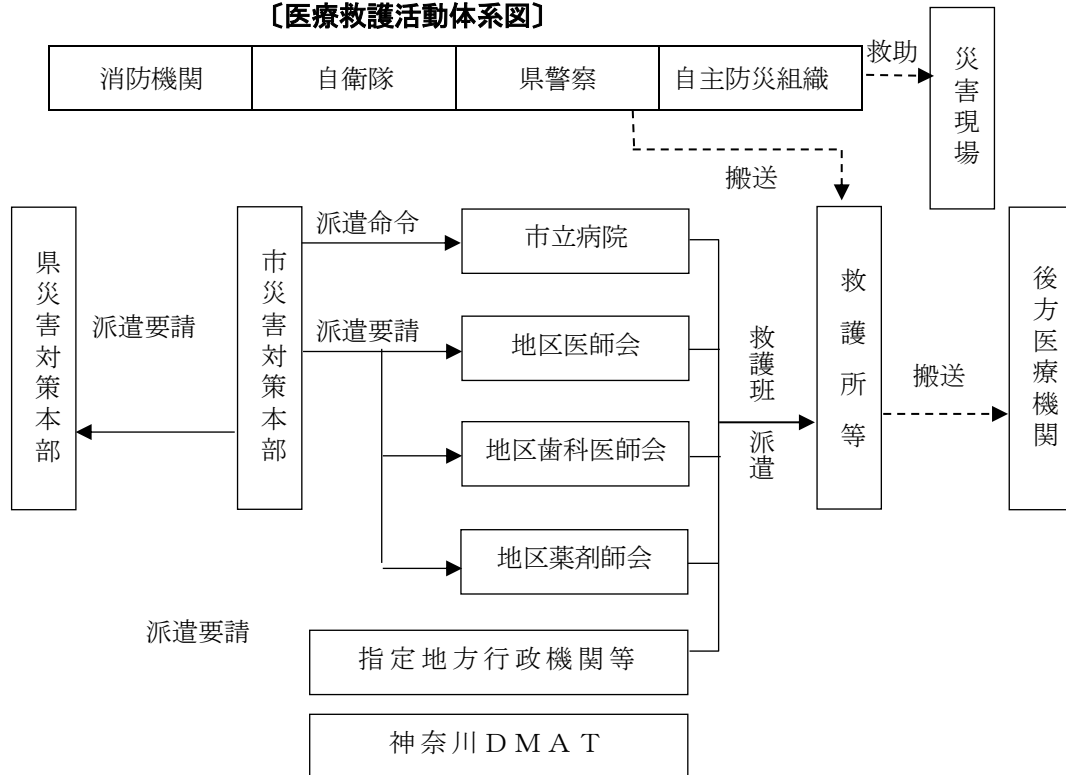 〔医療救護活動体系図〕
消防機関
自衛隊
県警察
自主防災組織
救助
災害現場
搬送
県災害対策本部
派遣要請
市災害対策本部
派遣命令
市立病院
派遣要請
地区医師会
地区歯科医師会
地区薬剤師会
救護班
派遣
救護所等
搬送
後方医療機関
派遣要請
指定地方行政機関等
神奈川DMAT